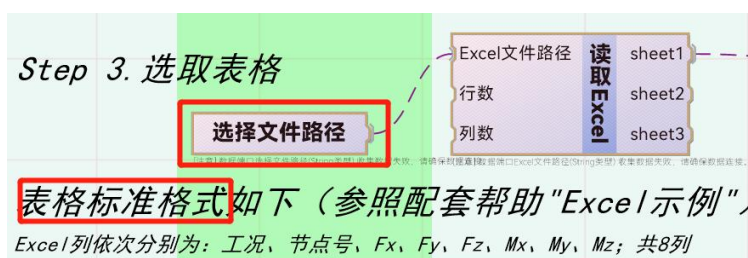 Step 3.选取表格
Excel文件路径
行数
列数
读取Excel
sheet1
sheet2
sheet3
选择文件路径
表格标准格式如下（参照配套帮助"Excel示例"
Excel列依次分别为：工况、节点号、Fx、Fy、Fz、Mx、My、Mz；共8列